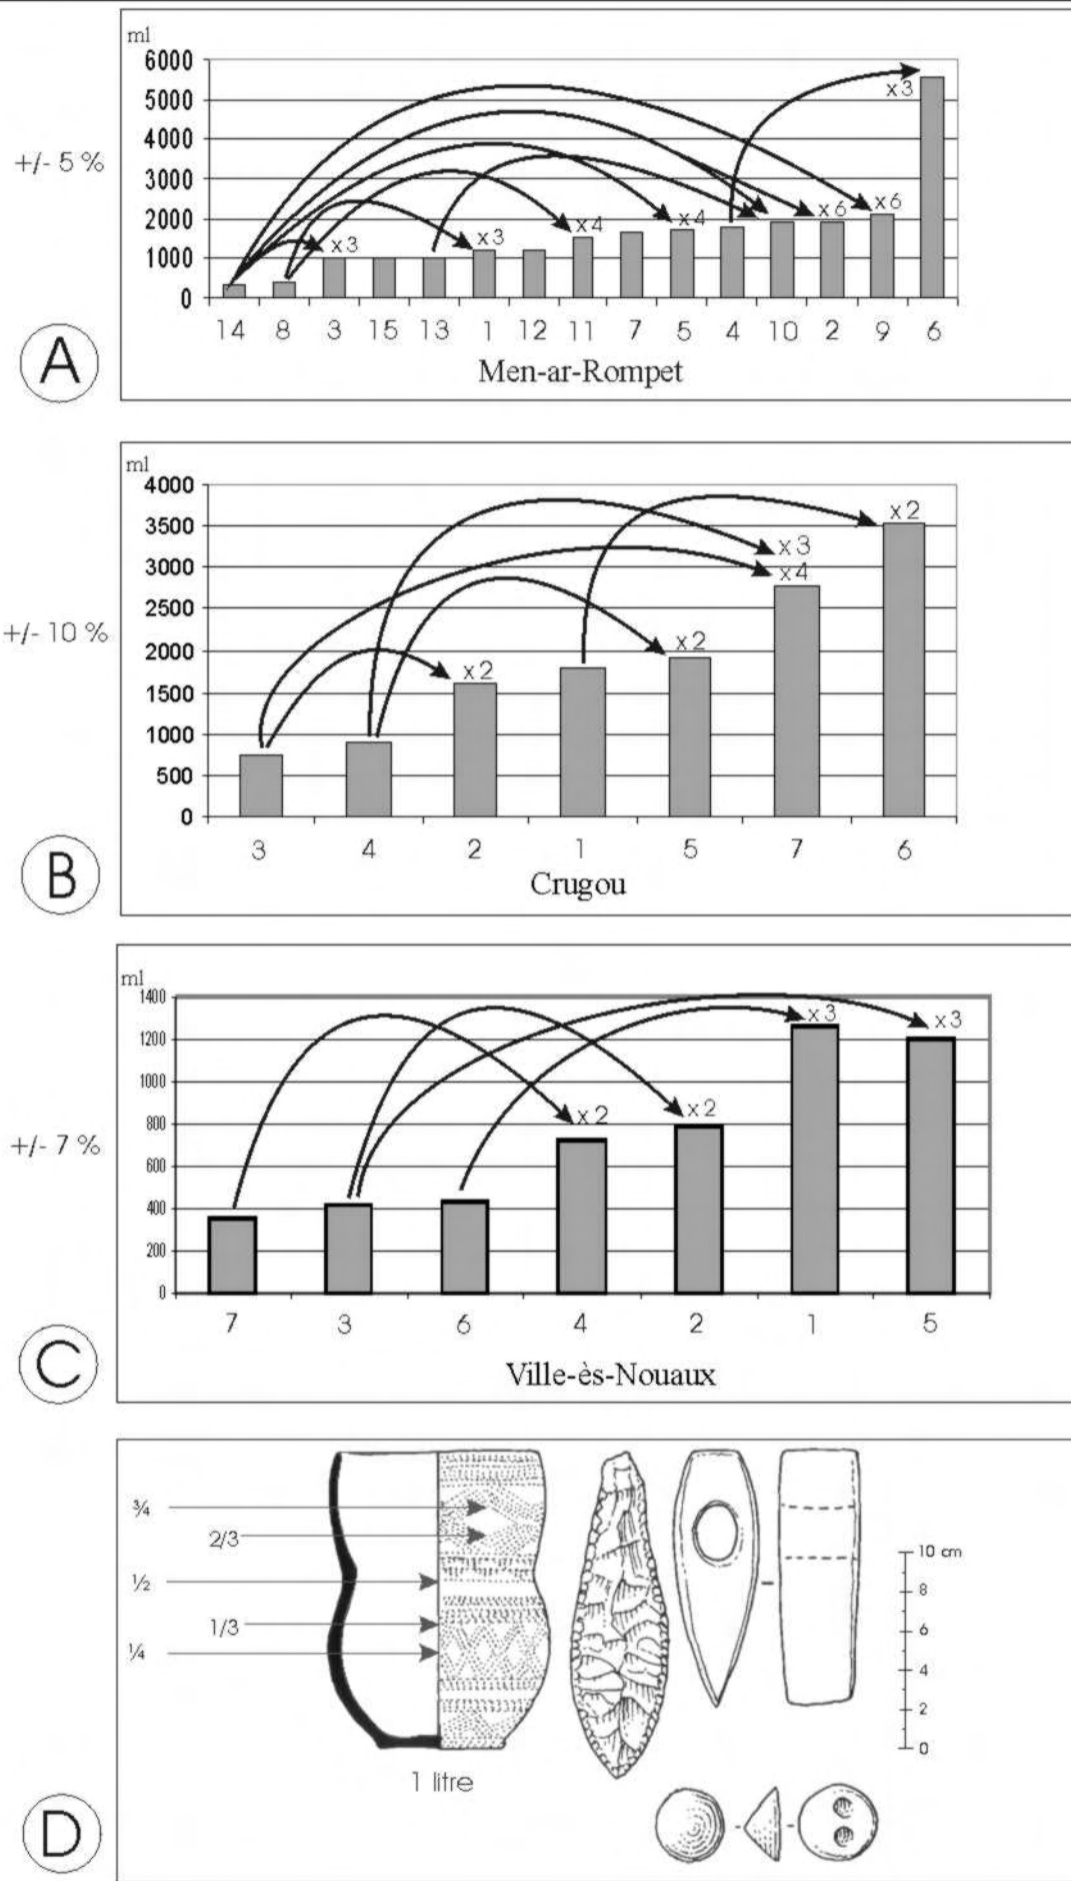 ml
6000
5000
4000
3000
2000
1000
0
+/- 5 %
x3
x3
x4
x4
x6
x6
x3
14 8 3 15 13 1 12 11 7 5 4 10 2 9 6
Men-ar-Rompet
A
ml
4000
3500
3000
2500
2000
1500
1000
500
0
+/- 10 %
x2
x2
x3
x4
x2
3 4 2 1 5 7 6
Crugou
B
ml
1400
1200
1000
800
600
400
200
0
+/- 7 %
x2
x2
x3
x3
7 3 6 4 2 1 5
Ville-ès-Nouaux
C
¾
2/3
½
1/3
¼
1 litre
10 cm
8
6
4
2
0
D